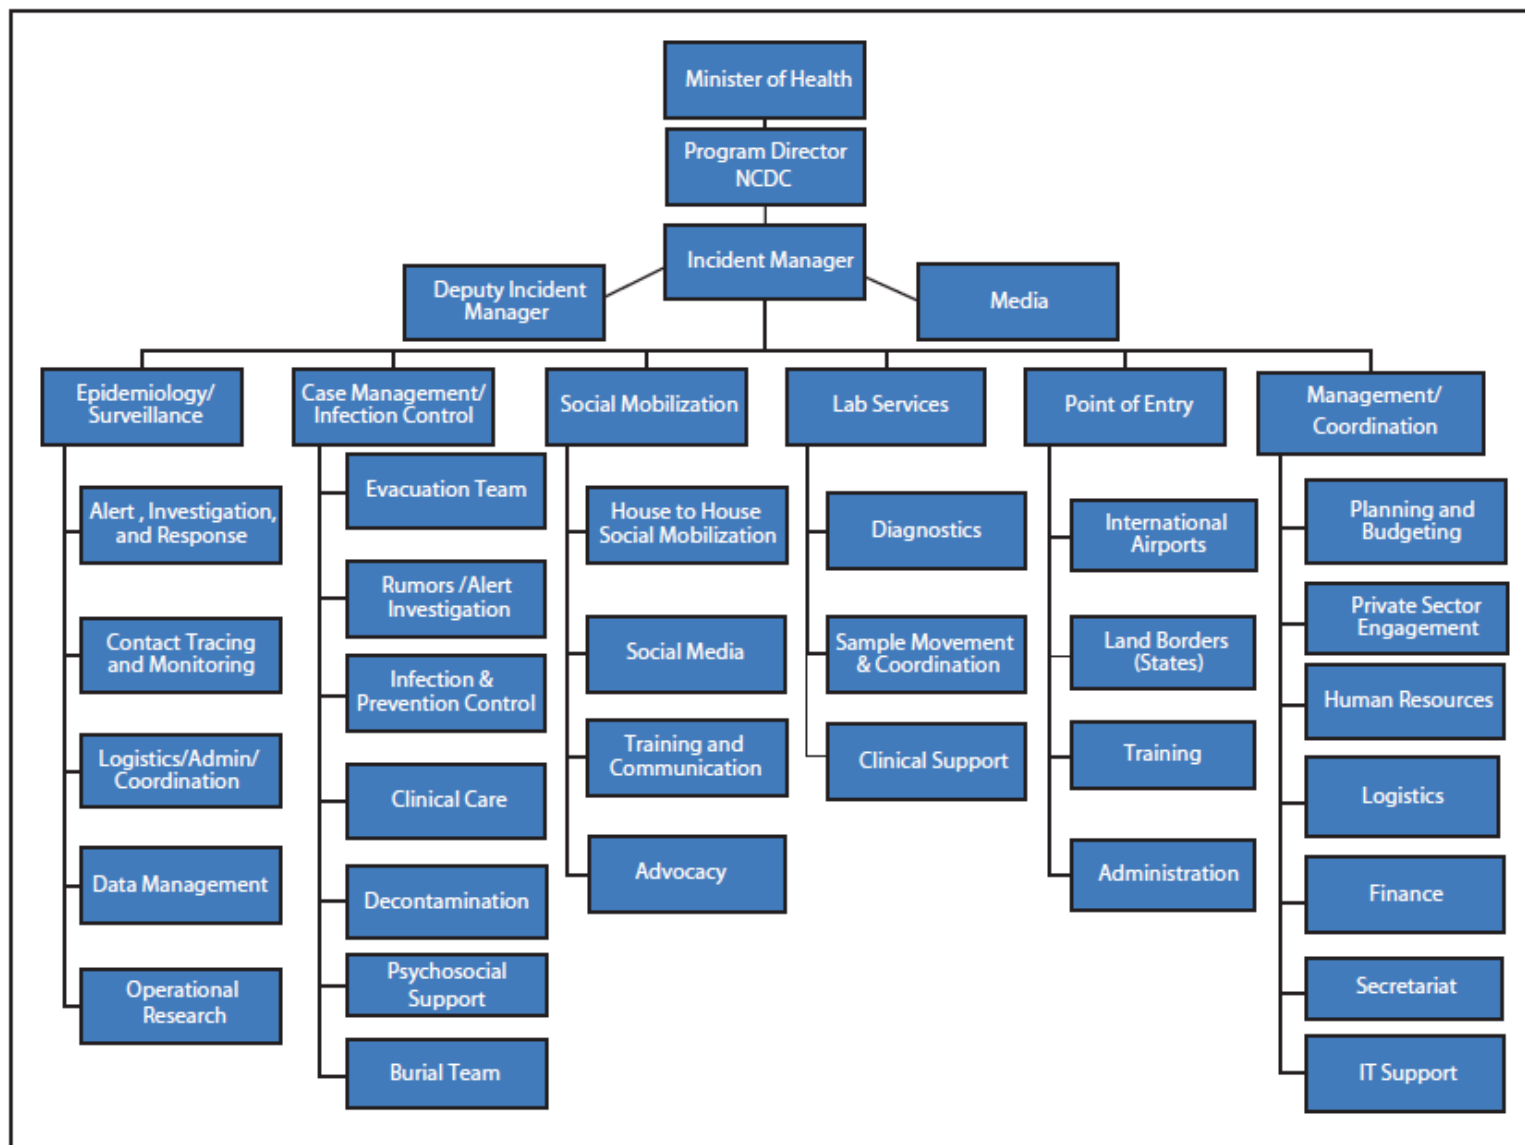 Minister of Health
Program Director
NCDC
Incident Manager
Deputy Incident
Manager
Media
Epidemiology/
Surveillance
Alert , Investigation,
and Response
Contact Tracing
and Monitoring
Logistics/Admin/
Coordination
Data Management
Operational
Research
Case Management/
Infection Control
Evacuation Team
Rumors /Alert
Investigation
Infection &
Prevention Control
Clinical Care
Decontamination
Psychosocial
Support
Burial Team
Social Mobilization
House to House
Social Mobilization
Social Media
Training and
Communication
Advocacy
Lab Services
Diagnostics
Sample Movement
& Coordination
Clinical Support
Point of Entry
International
Airports
Land Borders
(States)
Training
Administration
Management/
Coordination
Planning and
Budgeting
Private Sector
Engagement
Human Resources
Logistics
Finance
Secretariat
IT Support